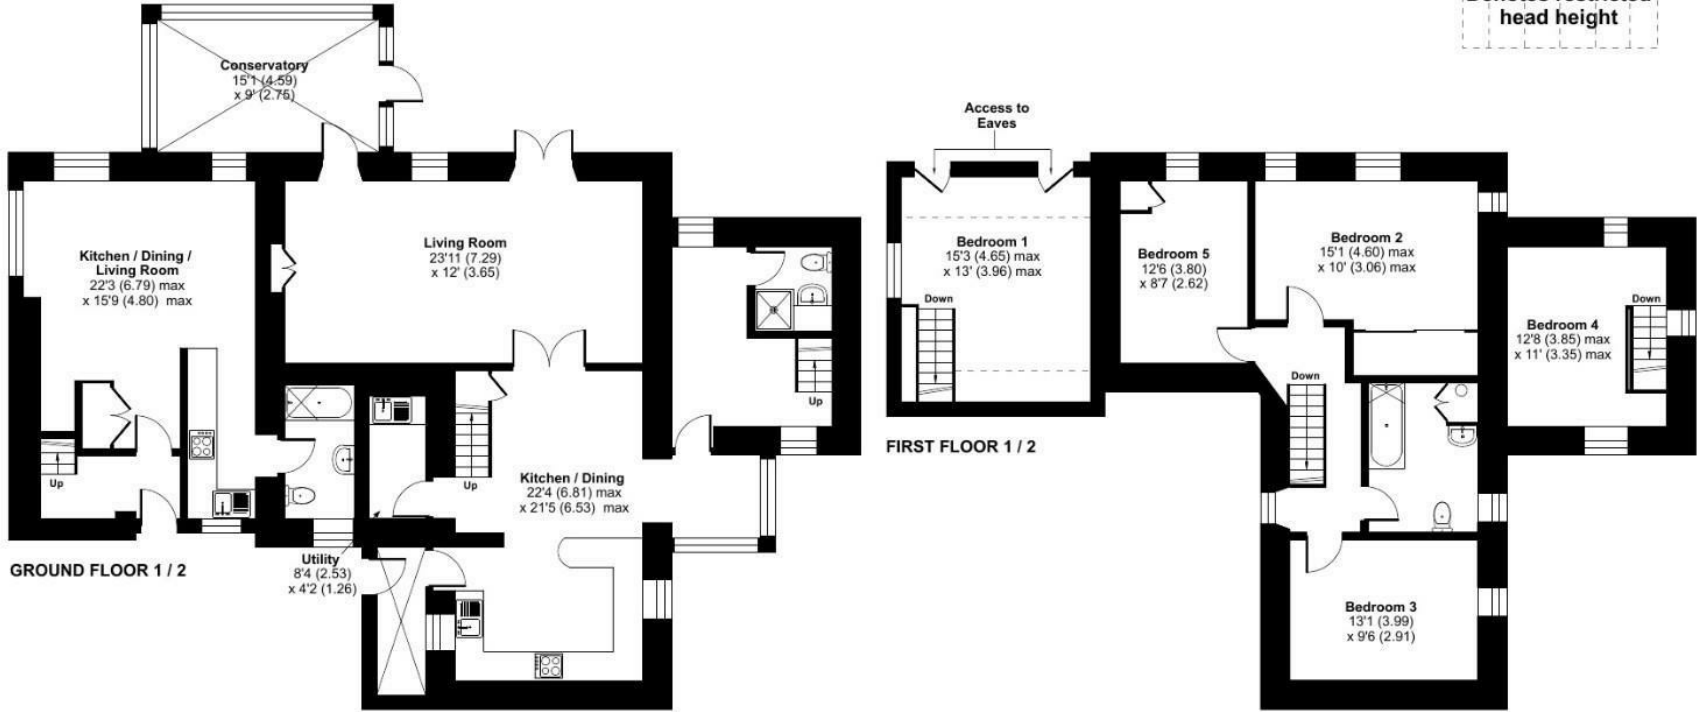 head height
Conservatory
15'1 (4.59)
x 9' (2.75)
Kitchen / Dining /
Living Room
22'3 (6.79) max
x 15'9 (4.80) max
Living Room
23'11 (7.29)
x 12' (3.65)
Up
Up
Up
Kitchen / Dining
22'4 (6.81) max
x 21'5 (6.53) max
Utility
8'4 (2.53)
x 4'2 (1.26)
GROUND FLOOR 1 / 2
Access to
Eaves
Bedroom 1
15'3 (4.65) max
x 13' (3.96) max
Down
Bedroom 5
12'6 (3.80)
x 8'7 (2.62)
Bedroom 2
15'1 (4.60) max
x 10' (3.06) max
Down
Bedroom 4
12'8 (3.85) max
x 11' (3.35) max
Down
Bedroom 3
13'1 (3.99)
x 9'6 (2.91)
FIRST FLOOR 1 / 2